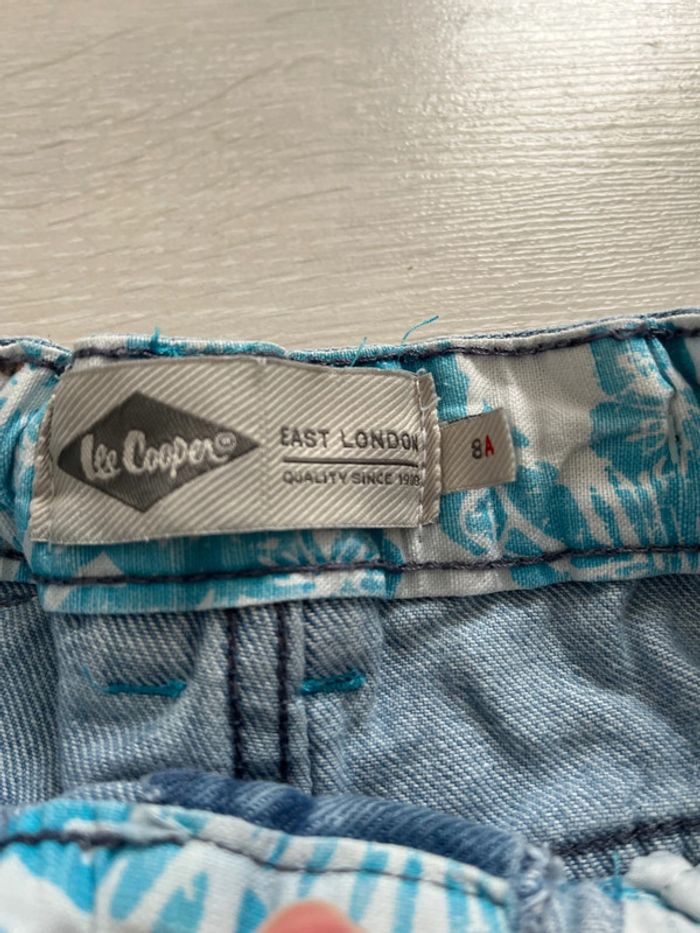 Lee Cooper
EAST LONDON
QUALITY SINCE 1908
8A